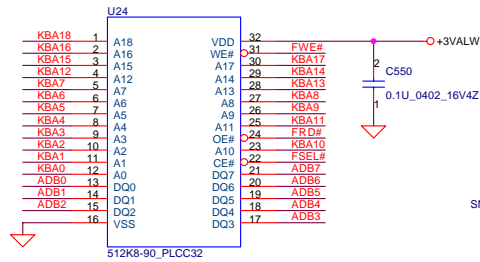 U24
KBA18 1 A18 VDD 32 +3VALW
KBA16 2 A16 WE# 31 FWE#
KBA15 3 A15 A17 30 KBA17
KBA12 4 A12 A14 29 KBA14
KBA7 5 A7 A13 28 KBA13
KBA6 6 A6 A8 27 KBA8
KBA5 7 A5 A9 26 KBA9
KBA4 8 A4 A11 25 KBA11
KBA3 9 A3 OE# 24 FRD#
KBA2 10 A2 A10 23 KBA10
KBA1 11 A1 CE# 22 FSEL#
KBA0 12 A0 DQ7 21 ADB7
ADB0 13 DQ0 DQ6 20 ADB6
ADB1 14 DQ1 DQ5 19 ADB5
ADB2 15 DQ2 DQ4 18 ADB4
16 VSS DQ3 17 ADB3
512K8-90_PLCC32
2
C550
0.1U_0402_16V4Z
1